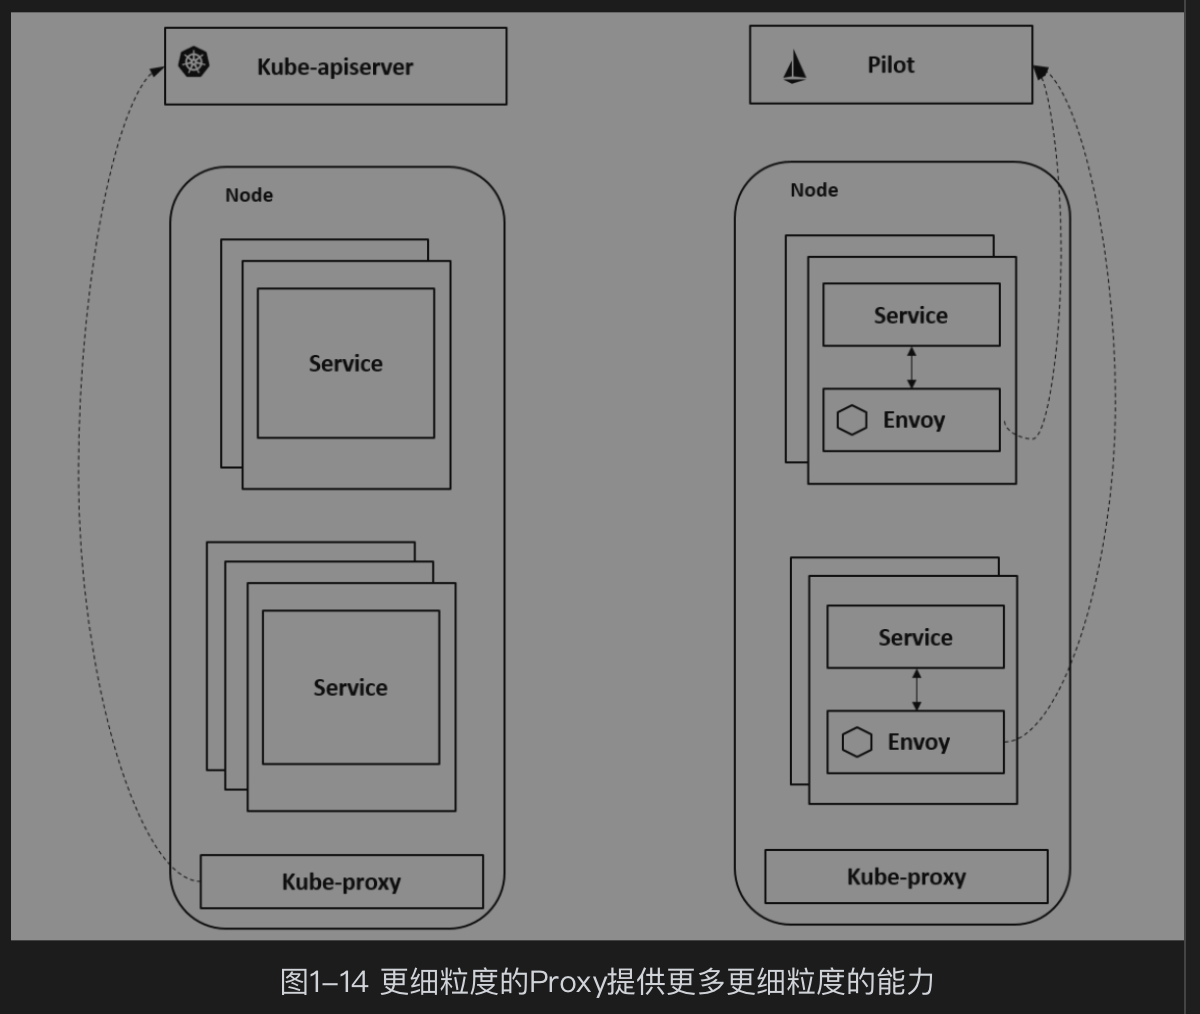 Kube-apiserver
Node
Service
Service
Kube-proxy
Pilot
Node
Service
Envoy
Service
Envoy
Kube-proxy
图1-14 更细粒度的Proxy提供更多更细粒度的能力